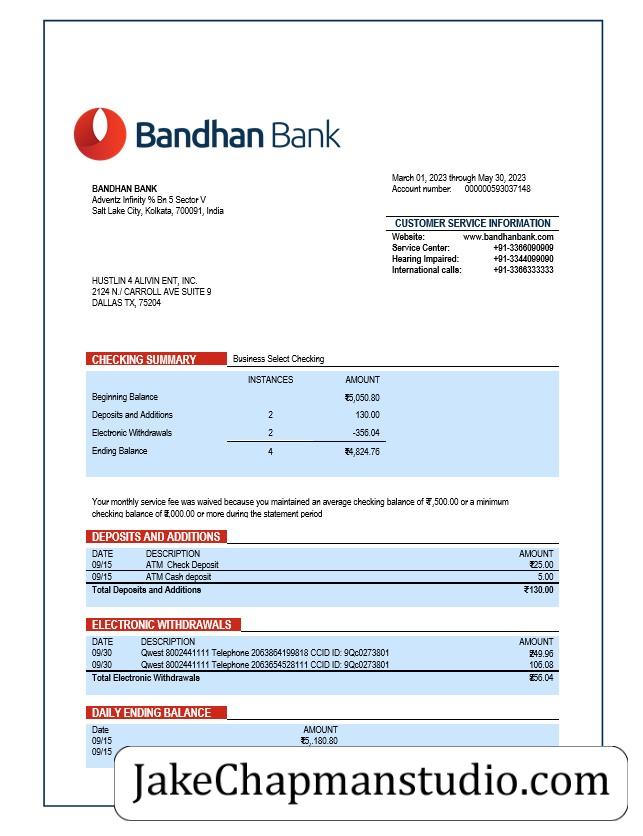 Bandhan Bank
March 01, 2023 through May 30, 2023
Account number: 000000593037148
BANDHAN BANK
Adventz Infinity % Bn 5 Sector V
Salt Lake City, Kolkata, 700091, India
CUSTOMER SERVICE INFORMATION
Website: www.bandhanbank.com
Service Center: +91-3366090909
Hearing Impaired: +91-3344099090
International calls: +91-3366333333
HUSTLIN 4 ALIVIN ENT, INC.
2124 N./ CARROLL AVE SUITE 9
DALLAS TX, 75204
CHECKING SUMMARY Business Select Checking
INSTANCES AMOUNT
Beginning Balance ₹5,050.80
Deposits and Additions 2 130.00
Electronic Withdrawals 2 -356.04
Ending Balance 4 ₹4,824.76
Your monthly service fee was waived because you maintained an average checking balance of ₹7,500.00 or a minimum
checking balance of ₹5,000.00 or more during the statement period
DEPOSITS AND ADDITIONS
DATE DESCRIPTION AMOUNT
09/15 ATM Check Deposit ₹125.00
09/15 ATM Cash deposit 5.00
Total Deposits and Additions ₹130.00
ELECTRONIC WITHDRAWALS
DATE DESCRIPTION AMOUNT
09/30 Qwest 8002441111 Telephone 2063864199818 CCID ID: 9Qc0273801 ₹249.96
09/30 Qwest 8002441111 Telephone 2063654528111 CCID ID: 9Qc0273801 106.08
Total Electronic Withdrawals ₹356.04
DAILY ENDING BALANCE
Date AMOUNT
09/15 ₹5,.180.80
09/15
JakeChapmanstudio.com